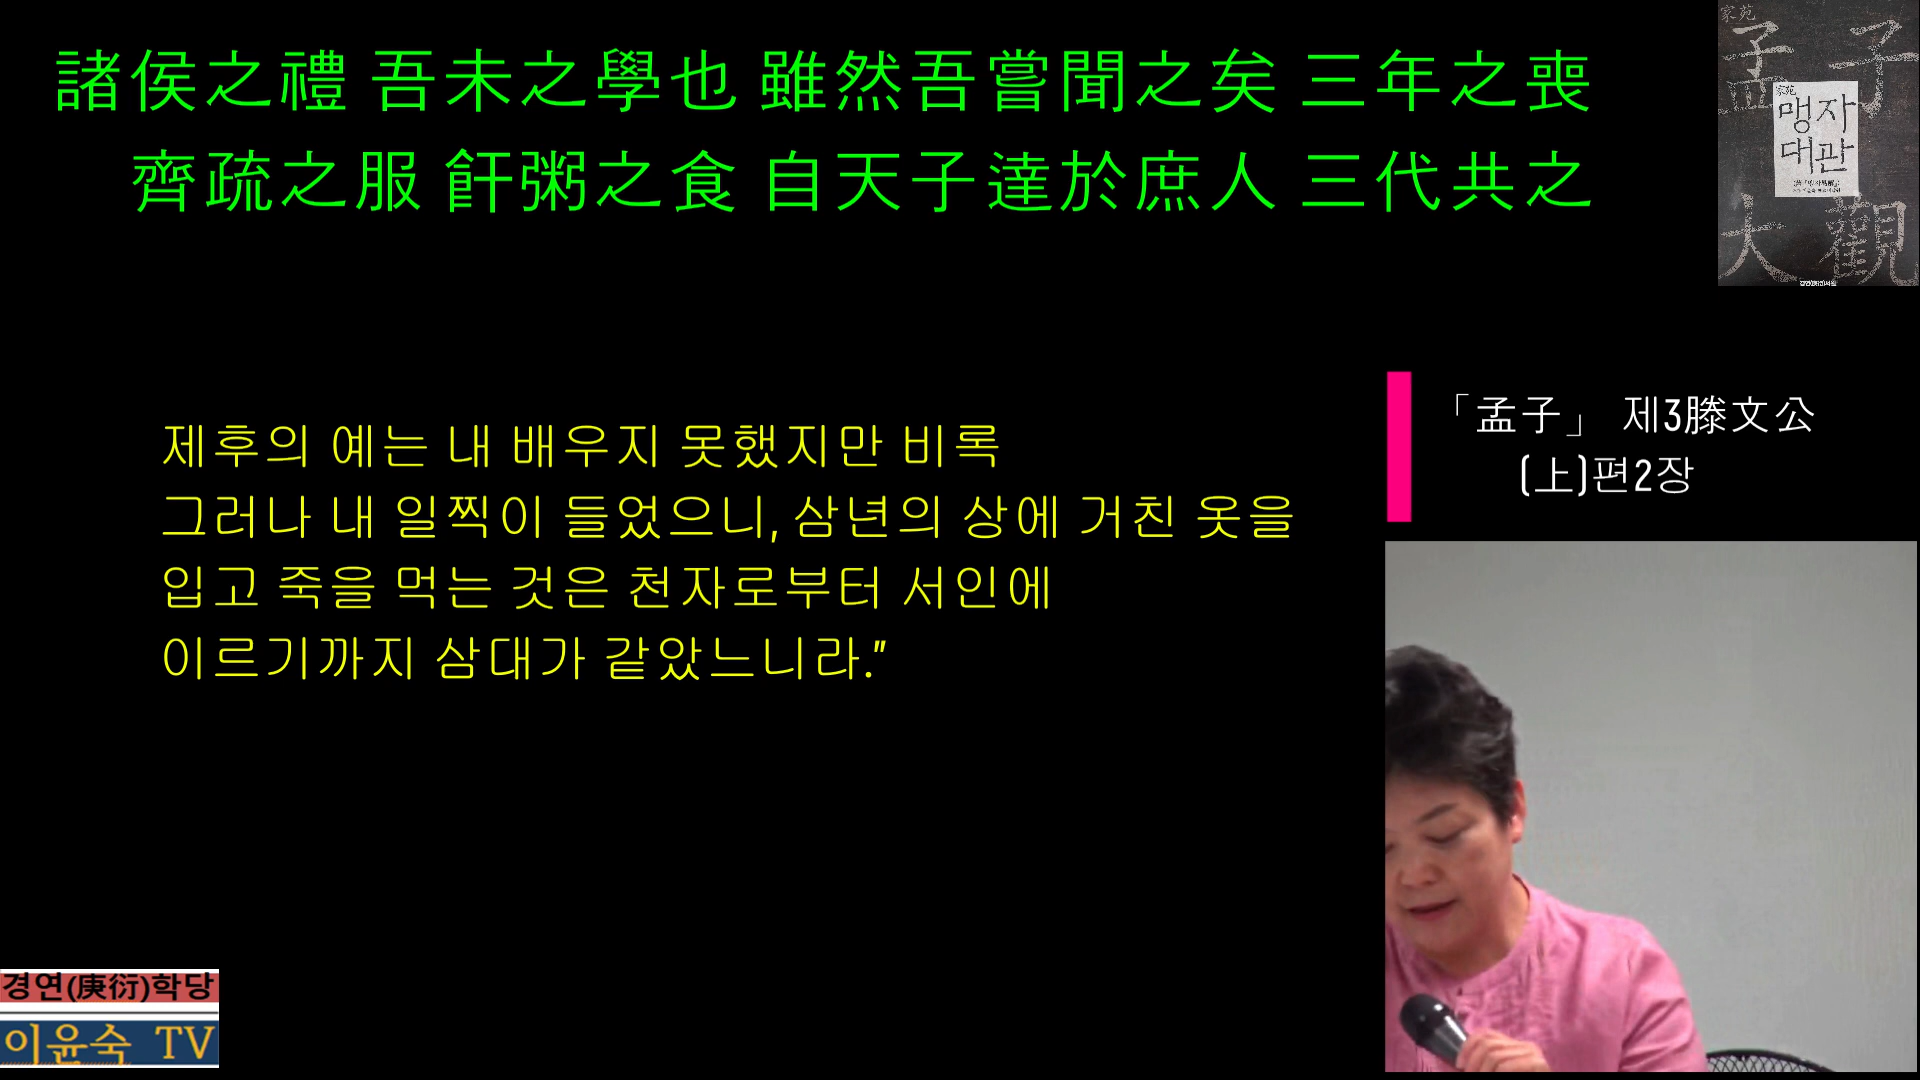 諸侯之禮 吾未之學也 雖然吾嘗聞之矣 三年之喪
齊疏之服 飦粥之食 自天子達於庶人 三代共之
家苑
孟子
家苑
맹자
대관
大觀
제후의 예는 내 배우지 못했지만 비록
그러나 내 일찍이 들었으니, 삼년의 상에 거친 옷을
입고 죽을 먹는 것은 천자로부터 서인에
이르기까지 삼대가 같았느니라.”
「孟子」 제3滕文公
(上)편2장
경연(庚衍)학당
이윤숙 TV